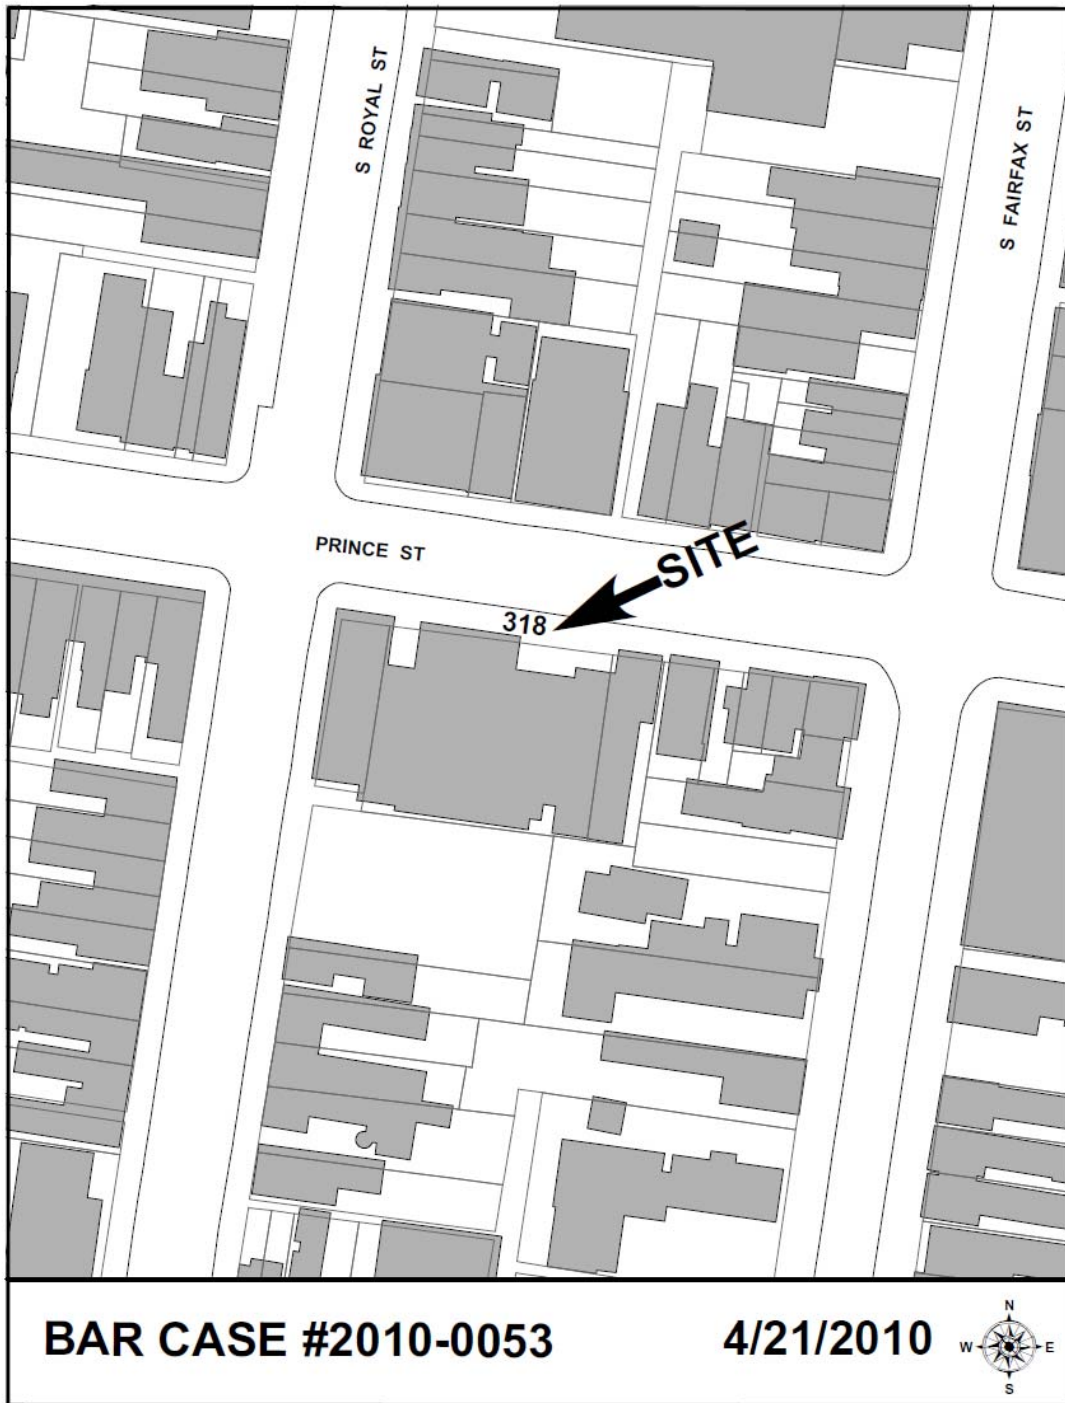 S ROYAL ST
S FAIRFAX ST
PRINCE ST
SITE
318
BAR CASE #2010-0053
4/21/2010
N
W E
S